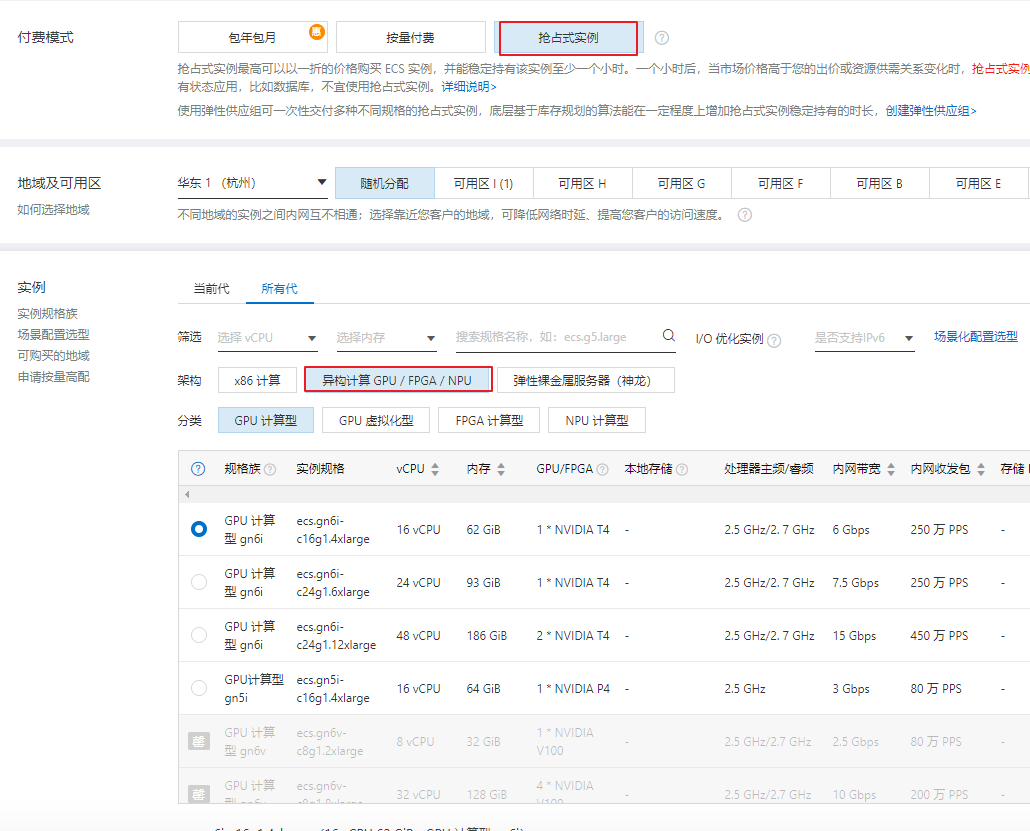 付费模式
包年包月
惠
按量付费
抢占式实例
抢占式实例最高可以以一折的价格购买 ECS 实例，并能稳定持有该实例至少一个小时。一个小时后，当市场价格高于您的出价或资源供需关系变化时，抢占式实例
有状态应用，比如数据库，不宜使用抢占式实例。详细说明>
使用弹性供应组可一次性交付多种不同规格的抢占式实例，底层基于库存规划的算法能在一定程度上增加抢占式实例稳定持有的时长，创建弹性供应组>
地域及可用区
如何选择地域
华东 1 （杭州）
随机分配
可用区 I (1)
可用区 H
可用区 G
可用区 F
可用区 B
可用区 E
不同地域的实例之间内网互不相通；选择靠近您客户的地域，可降低网络时延、提高您客户的访问速度。
实例
实例规格族
场景配置选型
可购买的地域
申请按量高配
当前代
所有代
筛选
选择 vCPU
选择内存
搜索规格名称，如：ecs.g5.large
I/O 优化实例
是否支持IPv6
场景化配置选型
架构
x86 计算
异构计算 GPU / FPGA / NPU
弹性裸金属服务器（神龙）
分类
GPU 计算型
GPU 虚拟化型
FPGA 计算型
NPU 计算型
规格族 实例规格 vCPU 内存 GPU/FPGA 本地存储 处理器主频/睿频 内网带宽 内网收发包 存储
GPU 计算型 gn6i ecs.gn6i-c16g1.4xlarge 16 vCPU 62 GiB 1 * NVIDIA T4 - 2.5 GHz/2.7 GHz 6 Gbps 250 万 PPS -
GPU 计算型 gn6i ecs.gn6i-c24g1.6xlarge 24 vCPU 93 GiB 1 * NVIDIA T4 - 2.5 GHz/2.7 GHz 7.5 Gbps 250 万 PPS -
GPU 计算型 gn6i ecs.gn6i-c24g1.12xlarge 48 vCPU 186 GiB 2 * NVIDIA T4 - 2.5 GHz/2.7 GHz 15 Gbps 450 万 PPS -
GPU计算型 gn5i ecs.gn5i-c16g1.4xlarge 16 vCPU 64 GiB 1 * NVIDIA P4 - 2.5 GHz 3 Gbps 80 万 PPS -
罄 GPU 计算型 gn6v ecs.gn6v-c8g1.2xlarge 8 vCPU 32 GiB 1 * NVIDIA V100 - 2.5 GHz/2.7 GHz 2.5 Gbps 80 万 PPS -
罄 GPU 计算型 gn6v ecs.gn6v-c8g1.8xlarge 32 vCPU 128 GiB 4 * NVIDIA V100 - 2.5 GHz/2.7 GHz 10 Gbps 200 万 PPS -